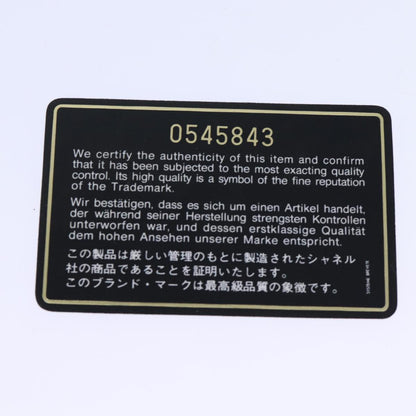 0545843
We certify the authenticity of this item and confirm
that it has been subjected to the most exacting quality
control. Its high quality is a symbol of the fine reputation
of the Trademark.
Wir bestätigen, dass es sich um einen Artikel handelt,
der während seiner Herstellung strengsten Kontrollen
unterworfen war, und dessen erstklassige Qualität
dem hohen Ansehen unserer Marke entspricht.
この製品は厳しい管理のもとに製造されたシャネル
社の商品であることを証明いたします。
このブランド・マークは最高級品質の象徴です。